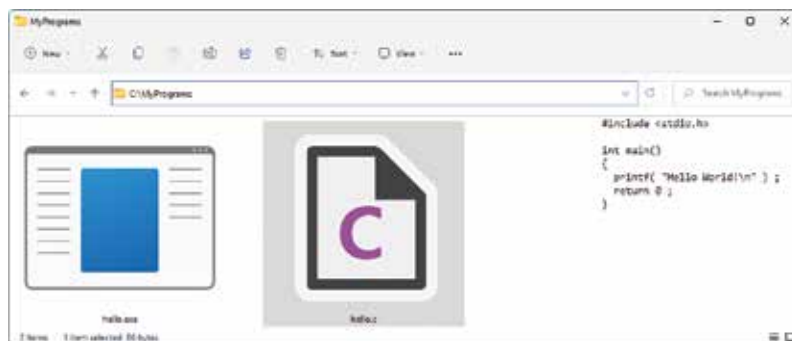 MyPrograms
New
Sort View •••
C:\MyPrograms
Search MyPrograms
#include <stdio.h>
int main()
{
printf( "Hello World!\n" ) ;
return 0 ;
}
C
hello.exe
hello.c
2 items 1 item selected